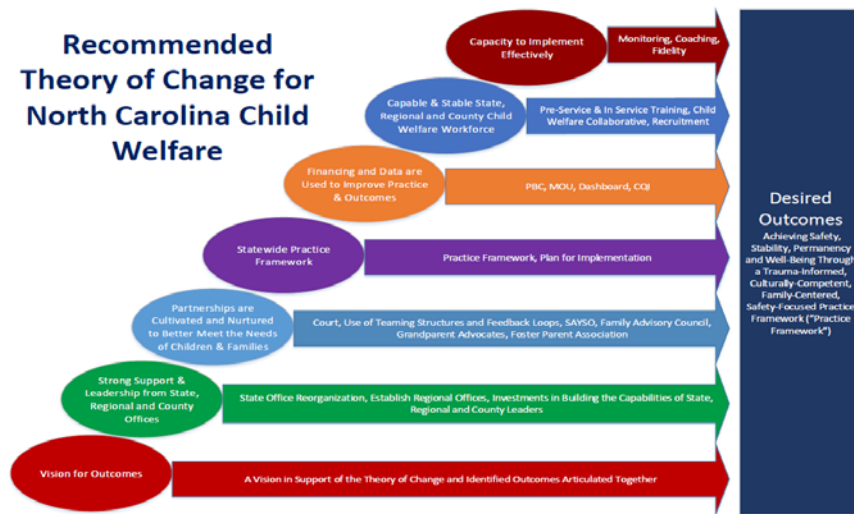 Recommended
Theory of Change for
North Carolina Child
Welfare
Capacity to Implement
Effectively
Monitoring, Coaching,
Fidelity
Capable & Stable State,
Regional and County Child
Welfare Workforce
Pre-Service & In Service Training, Child
Welfare Collaborative, Recruitment
Financing and Data are
Used to Improve Practice
& Outcomes
PBC, MOU, Dashboard, CQI
Statewide Practice
Framework
Practice Framework, Plan for Implementation
Partnerships are
Cultivated and Nurtured
to Better Meet the Needs
of Children & Families
Court, Use of Teaming Structures and Feedback Loops, SAYSO, Family Advisory Council,
Grandparent Advocates, Foster Parent Association
Strong Support &
Leadership from State,
Regional and County
Offices
State Office Reorganization, Establish Regional Offices, Investments in Building the Capabilities of State,
Regional and County Leaders
Vision for Outcomes
A Vision in Support of the Theory of Change and Identified Outcomes Articulated Together
Desired
Outcomes
Achieving Safety,
Stability, Permanency
and Well-Being Through
a Trauma-Informed,
Culturally-Competent,
Family-Centered,
Safety-Focused Practice
Framework ("Practice
Framework")